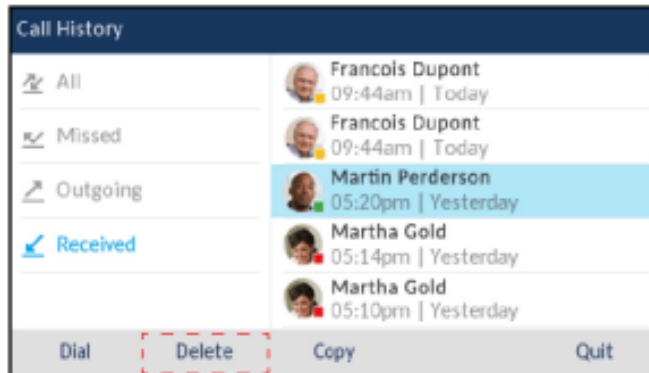 Call History
All
Missed
Outgoing
Received
Francois Dupont
09:44am | Today
Francois Dupont
09:44am | Today
Martin Perderson
05:20pm | Yesterday
Martha Gold
05:14pm | Yesterday
Martha Gold
05:10pm | Yesterday
Dial Delete Copy Quit